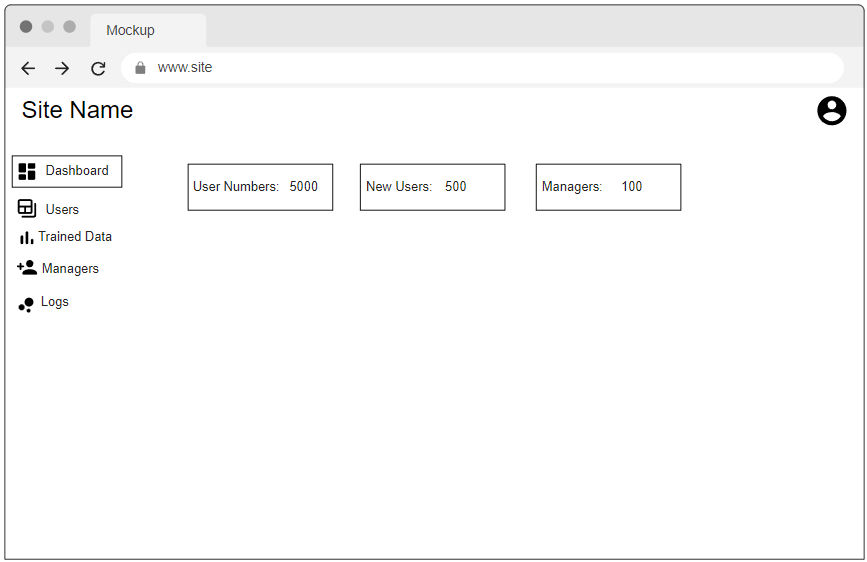 Mockup
www.site
Site Name
Dashboard
Users
Trained Data
Managers
Logs
User Numbers: 5000
New Users: 500
Managers: 100